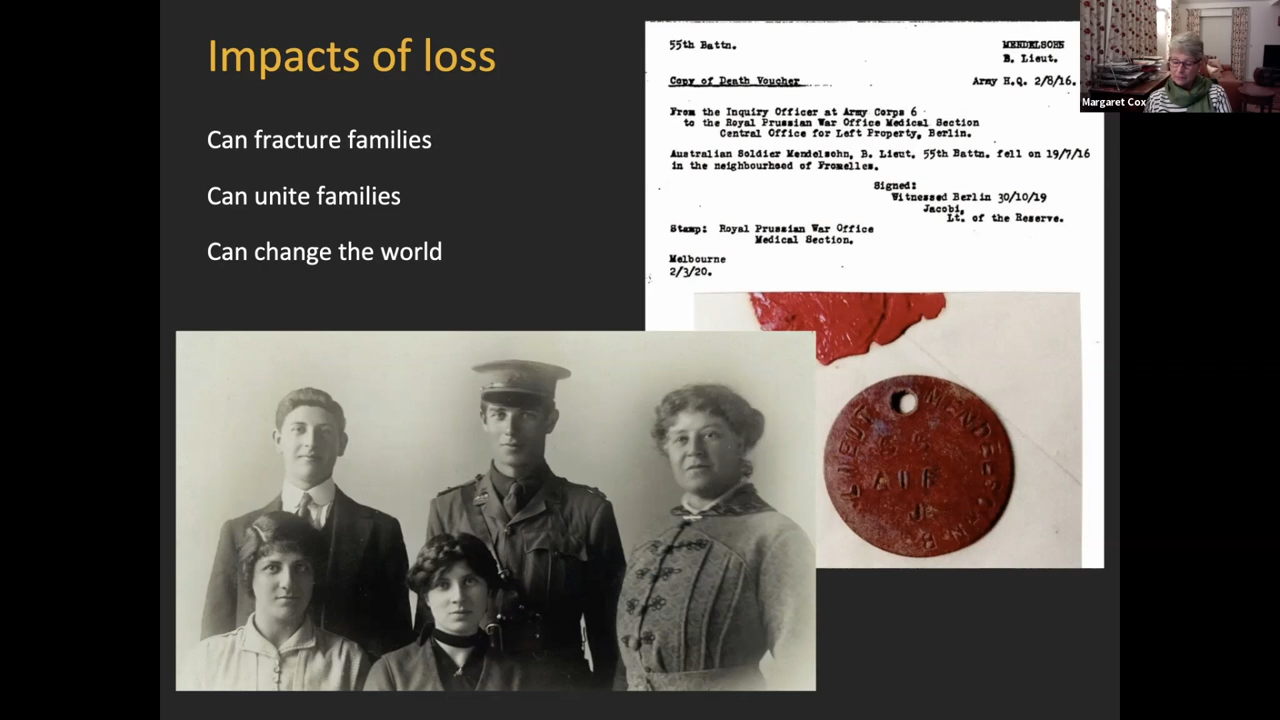 Impacts of loss
Can fracture families
Can unite families
Can change the world
55th Battn.
MENDELSOHN
B. Lieut.
Copy of Death Voucher
Army H.Q. 2/8/16.
From the Inquiry Officer at Army Corps 6
to the Royal Prussian War Office Medical Section
Central Office for Left Property, Berlin.
Australian Soldier Mendelsohn, B. Lieut. 55th Battn. fell on 19/7/16
in the neighbourhood of Fromelles.
Signed:
Witnessed Berlin 30/10/19
Jacobi,
Lt. of the Reserve.
Stamp: Royal Prussian War Office
Medical Section.
Melbourne
2/3/20.
LIEUT
55
AIF
Je
B.
Margaret Cox